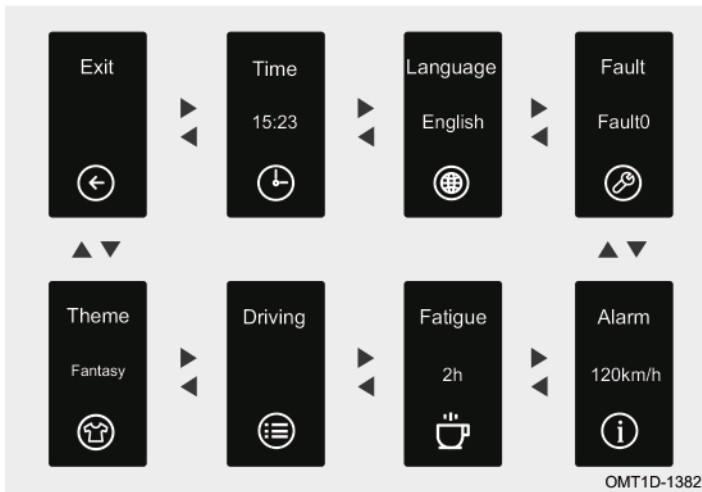 Exit
Time
Language
Fault
15:23
English
Fault0
Theme
Driving
Fatigue
Alarm
Fantasy
2h
120km/h
i
OMT1D-1382